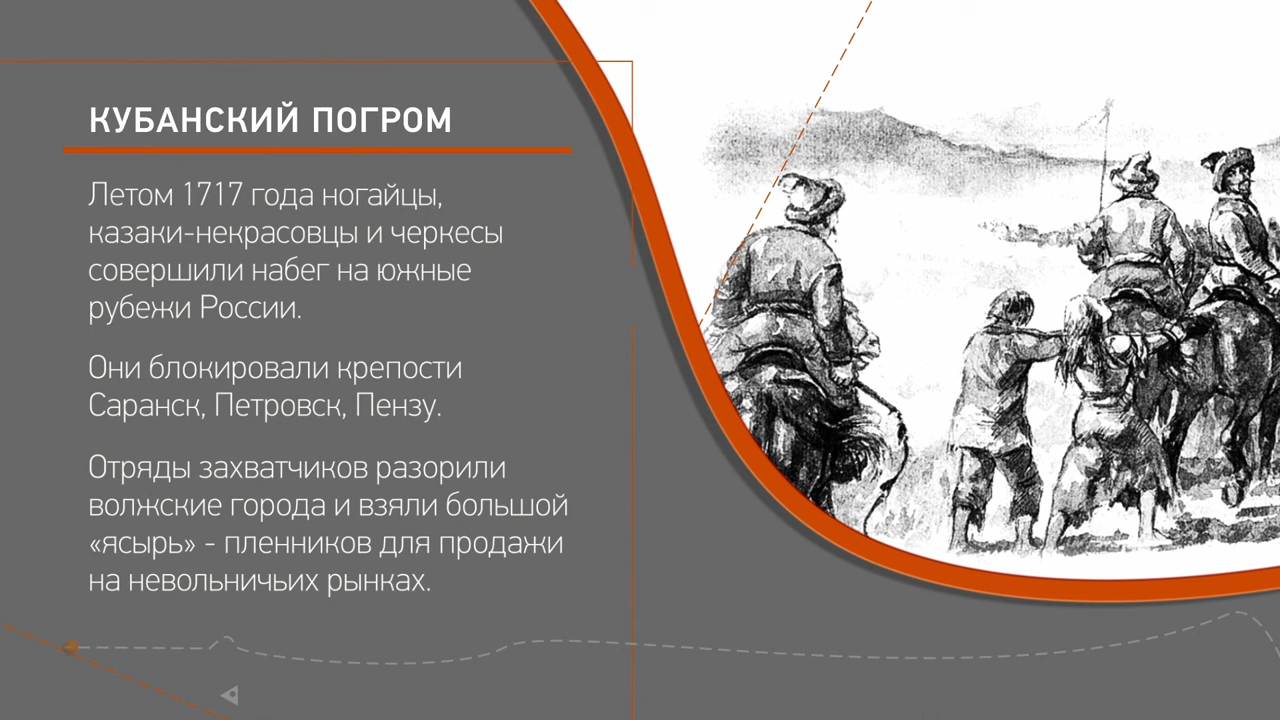 КУБАНСКИЙ ПОГРОМ
Летом 1717 года ногайцы,
казаки-некрасовцы и черкесы
совершили набег на южные
рубежи России.
Они блокировали крепости
Саранск, Петровск, Пензу.
Отряды захватчиков разорили
волжские города и взяли большой
«ясырь» - пленников для продажи
на невольничьих рынках.